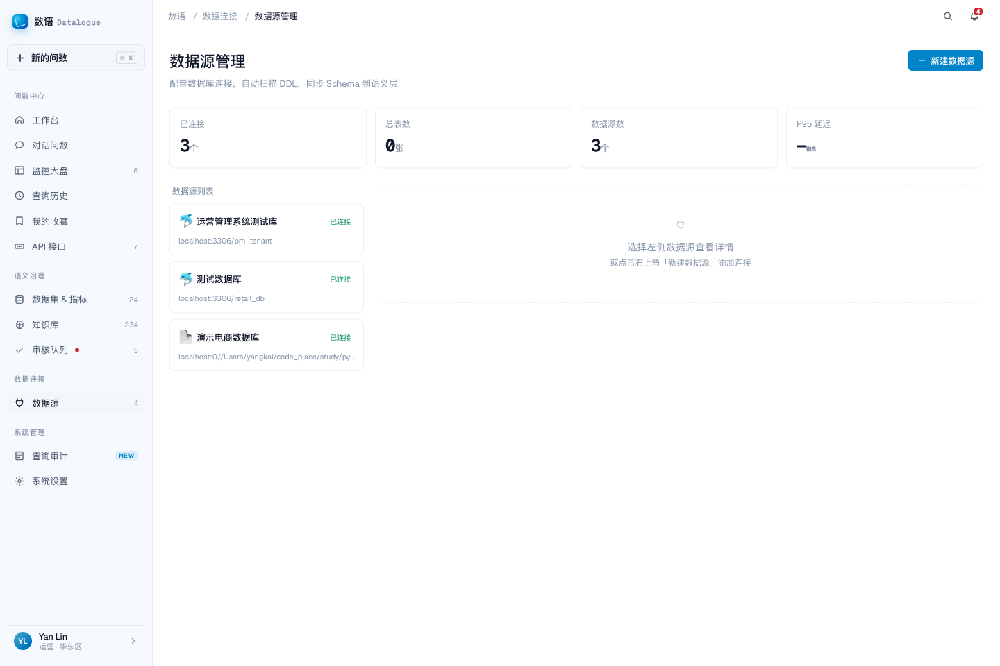 数语 Datalogue
新的问数 ⌘ K
问数中心
工作台
对话问数
监控大盘 6
查询历史
我的收藏
API 接口 7
语义治理
数据集 & 指标 24
知识库 234
审核队列 5
数据连接
数据源 4
系统管理
查询审计 NEW
系统设置
YL
Yan Lin
运营 · 华东区
数语 / 数据连接 / 数据源管理
4
数据源管理
新建数据源
配置数据库连接，自动扫描 DDL，同步 Schema 到语义层
已连接
3个
总表数
0张
数据源数
3个
P95 延迟
—ms
数据源列表
运营管理系统测试库 已连接
localhost:3306/pm_tenant
测试数据库 已连接
localhost:3306/retail_db
演示电商数据库 已连接
localhost:0//Users/yangkai/code_place/study/py...
选择左侧数据源查看详情
或点击右上角「新建数据源」添加连接